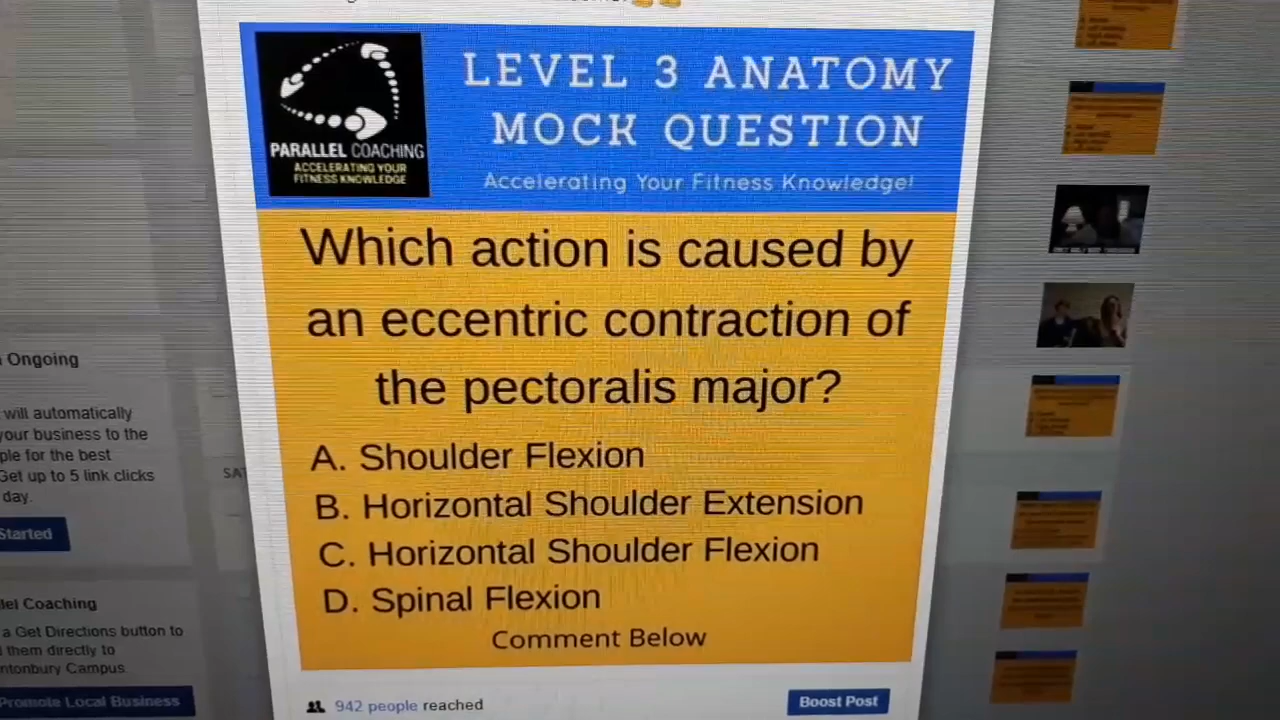 LEVEL 3 ANATOMY
MOCK QUESTION
Accelerating Your Fitness Knowledge!
PARALLEL COACHING
ACCELERATING YOUR
FITNESS KNOWLEDGE
Which action is caused by
an eccentric contraction of
the pectoralis major?
A. Shoulder Flexion
B. Horizontal Shoulder Extension
C. Horizontal Shoulder Flexion
D. Spinal Flexion
Comment Below
942 people reached
Boost Post
Ongoing
will automatically
your business to the
ple for the best
Get up to 5 link clicks
day.
Started
SAT
lel Coaching
a Get Directions button to
them directly to
ntonbury Campus
Promote Local Business